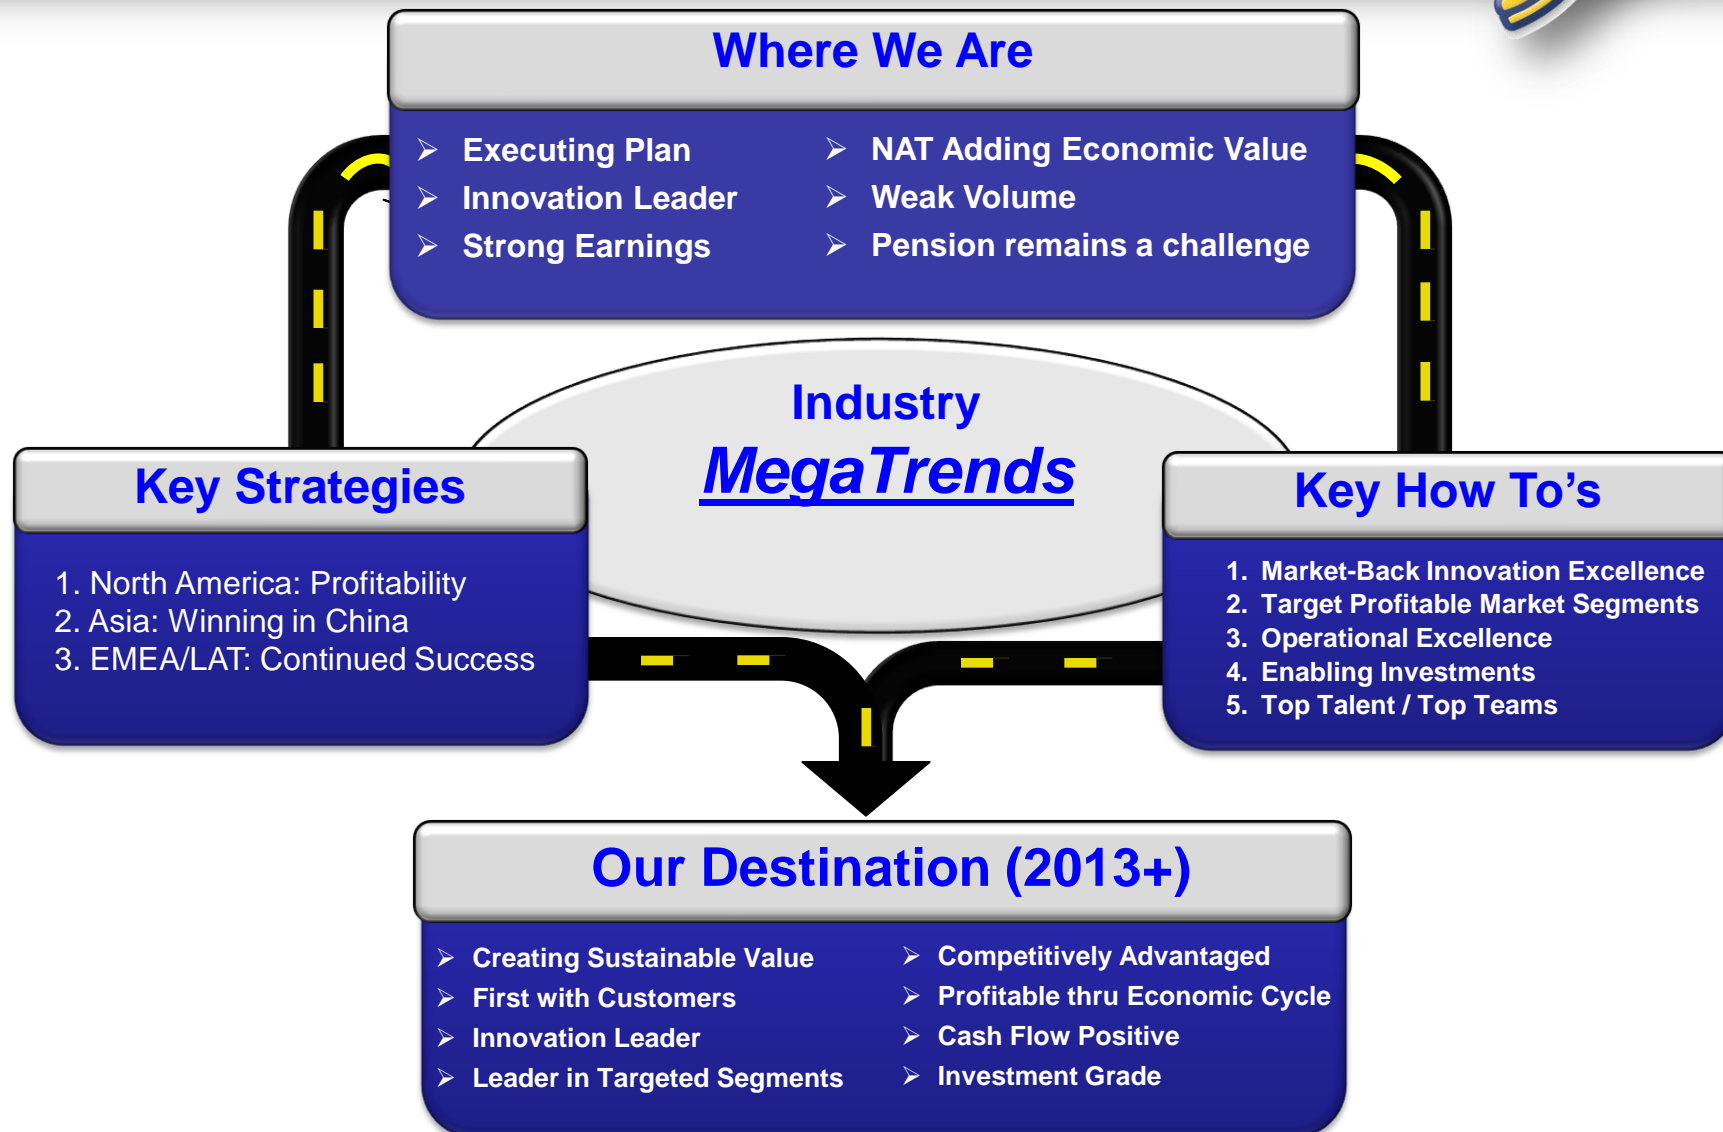 Where We Are
➢ Executing Plan
➢ Innovation Leader
➢ Strong Earnings
➢ NAT Adding Economic Value
➢ Weak Volume
➢ Pension remains a challenge
Industry
MegaTrends
Key Strategies
1. North America: Profitability
2. Asia: Winning in China
3. EMEA/LAT: Continued Success
Key How To’s
1. Market-Back Innovation Excellence
2. Target Profitable Market Segments
3. Operational Excellence
4. Enabling Investments
5. Top Talent / Top Teams
Our Destination (2013+)
➢ Creating Sustainable Value
➢ First with Customers
➢ Innovation Leader
➢ Leader in Targeted Segments
➢ Competitively Advantaged
➢ Profitable thru Economic Cycle
➢ Cash Flow Positive
➢ Investment Grade